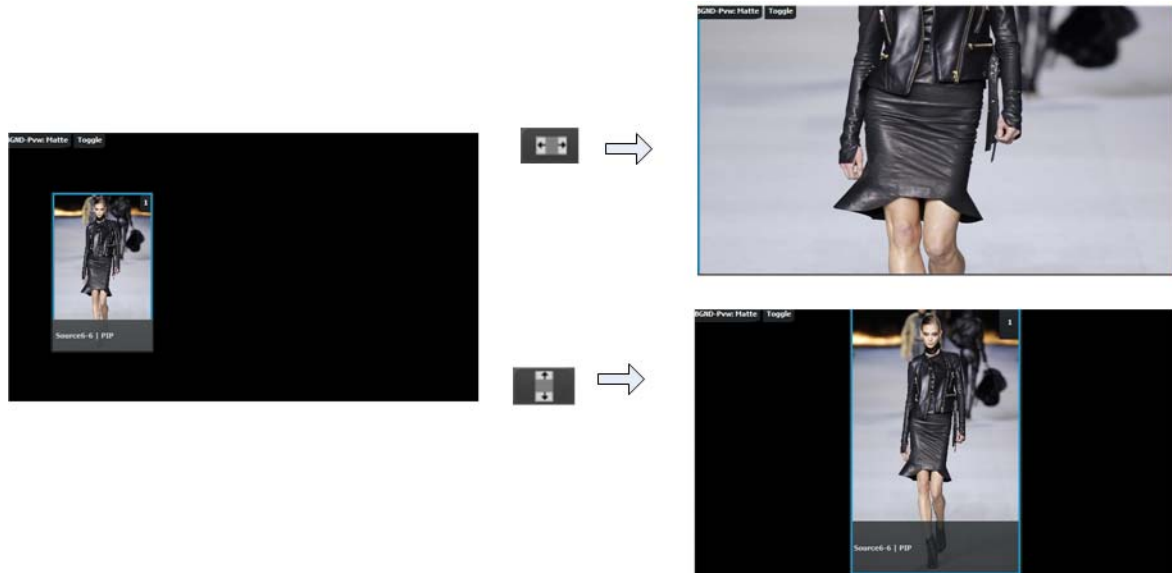 BGND-Pvw: Matte Toggle
BGND-Pvw: Matte Toggle
1
Source6-6 | PIP
BGND-Pvw: Matte Toggle
1
Source6-6 | PIP